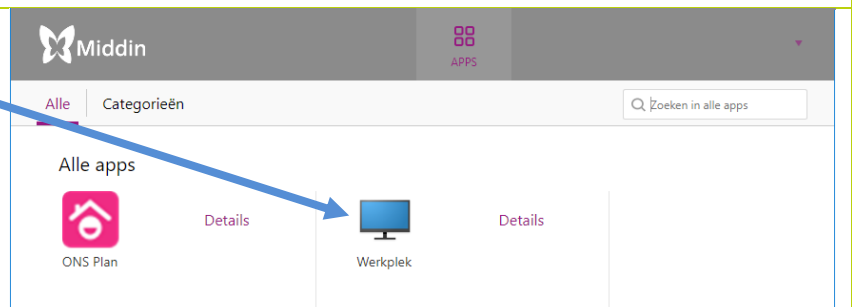 Middin
APPS
Alle Categorieën
Zoeken in alle apps
Alle apps
Details Details
ONS Plan Werkplek